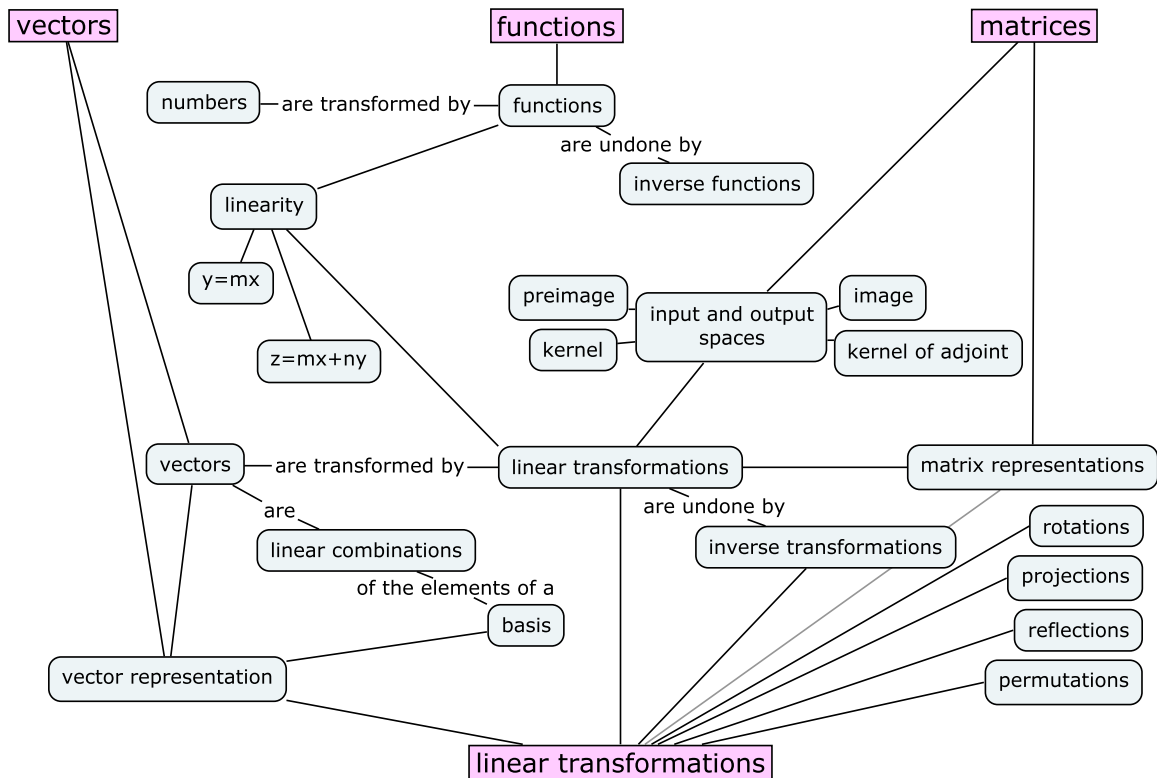 vectors
functions
matrices
numbers
are transformed by
functions
are undone by
inverse functions
linearity
y=mx
z=mx+ny
preimage
kernel
input and output
spaces
image
kernel of adjoint
vectors
are transformed by
linear transformations
matrix representations
are
linear combinations
of the elements of a
basis
are undone by
inverse transformations
rotations
projections
reflections
permutations
vector representation
linear transformations